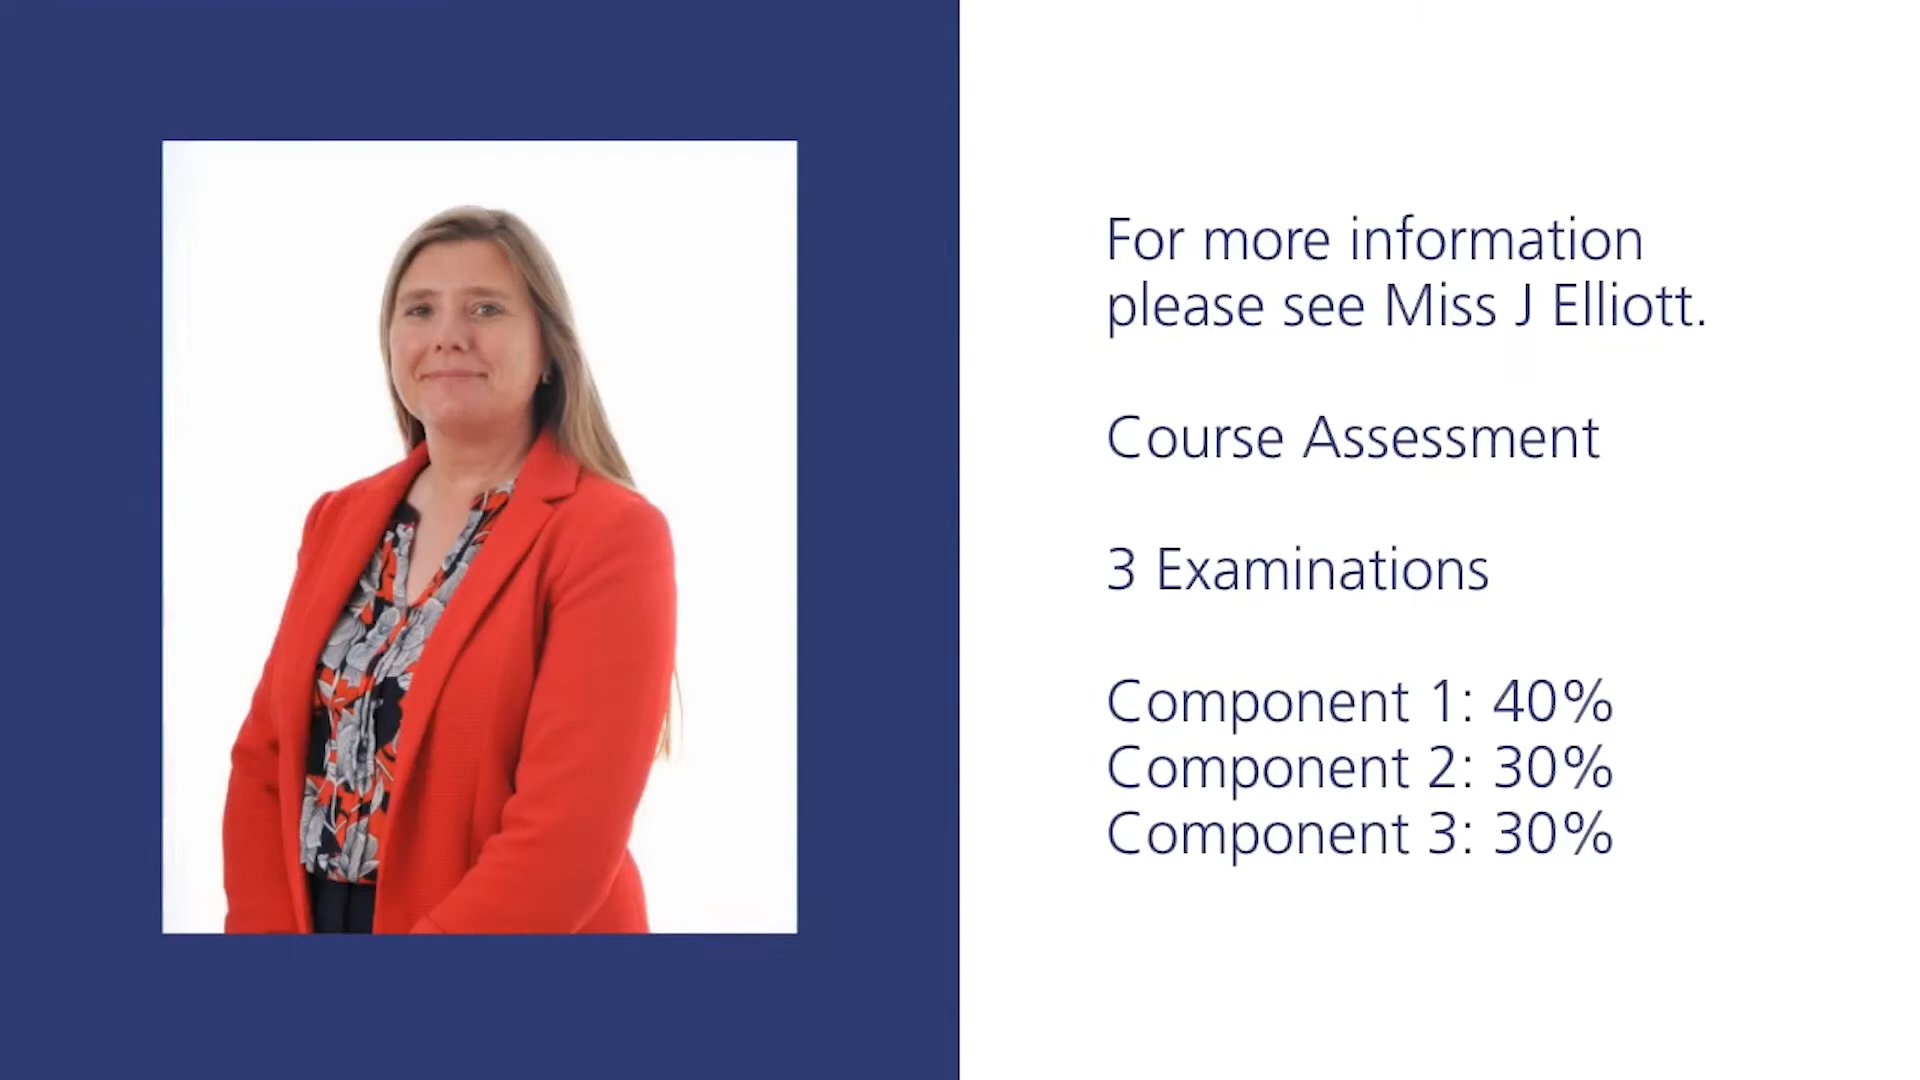 For more information
please see Miss J Elliott.
Course Assessment
3 Examinations
Component 1: 40%
Component 2: 30%
Component 3: 30%